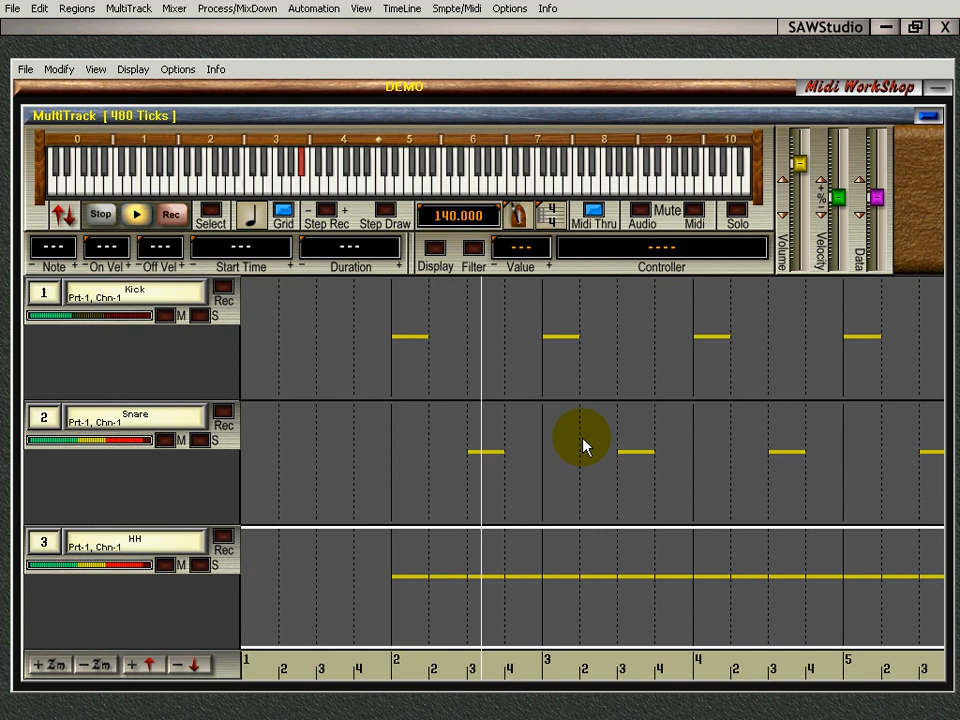 File Edit Regions MultiTrack Mixer Process/MixDown Automation View TimeLine Smpte/Midi Options Info
SAWStudio X
File Modify View Display Options Info
DEMO Midi WorkShop
MultiTrack [ 480 Ticks ]
0 1 2 3 4 5 6 7 8 9 10
Stop Rec Select Grid Step Rec + Step Draw 140.000 4 4 Midi Thru Audio Mute Midi Solo
--- --- --- --- --- --- ----
Note + - On Vel + - Off Vel - Start Time + - Duration + Display Filter - Value + Controller
Volume + % - Velocity Data
1 Kick Rec
Prt-1, Chn-1
M S
2 Snare Rec
Prt-1, Chn-1
M S
3 HH Rec
Prt-1, Chn-1
M S
+ Zm - Zm + -
1 2 3 4 2 2 3 4 3 2 3 4 4 2 3 4 5 2 3